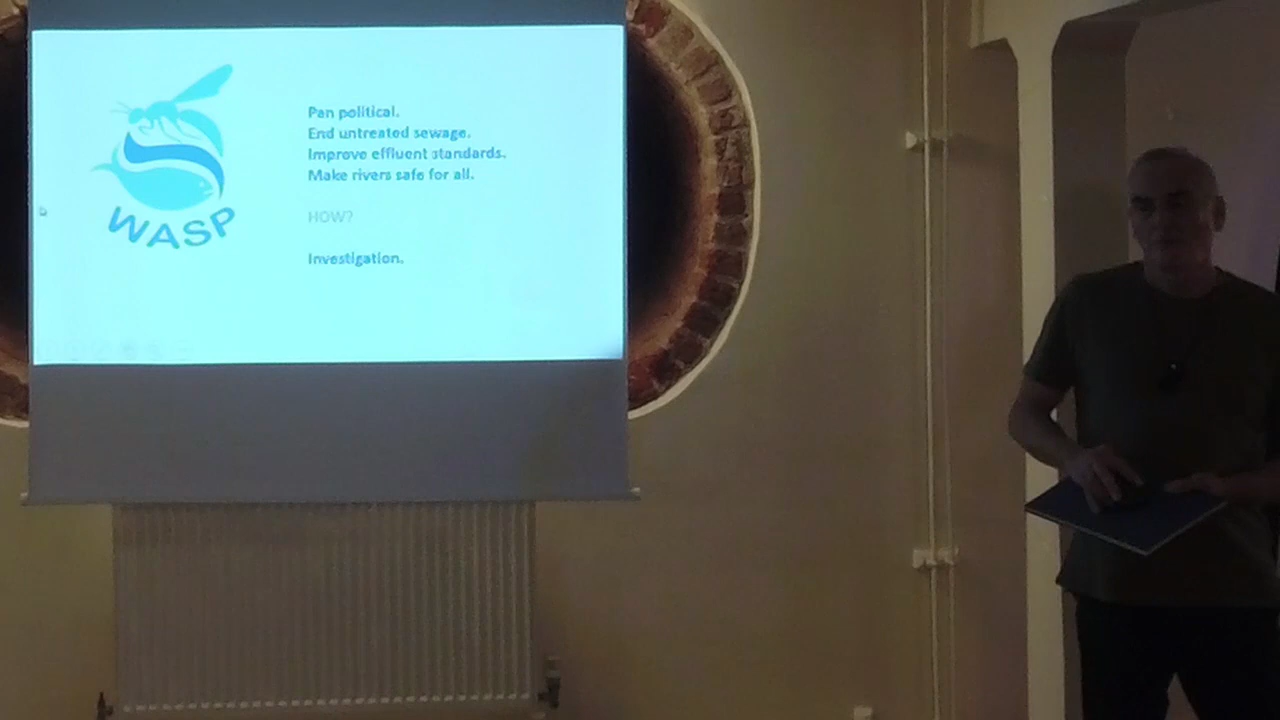 WASP
Pan political.
End untreated sewage.
Improve effluent standards.
Make rivers safe for all.
HOW?
Investigation.